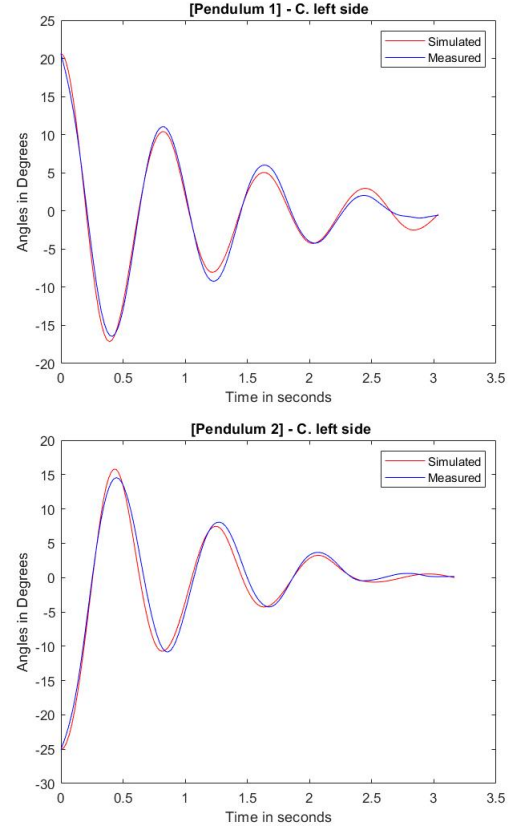 [Pendulum 1] - C. left side
25
20
15
10
5
0
-5
-10
-15
-20
Angles in Degrees
Simulated
Measured
0 0.5 1 1.5 2 2.5 3 3.5
Time in seconds
[Pendulum 2] - C. left side
20
15
10
5
0
-5
-10
-15
-20
-25
-30
Angles in Degrees
Simulated
Measured
0 0.5 1 1.5 2 2.5 3 3.5
Time in seconds